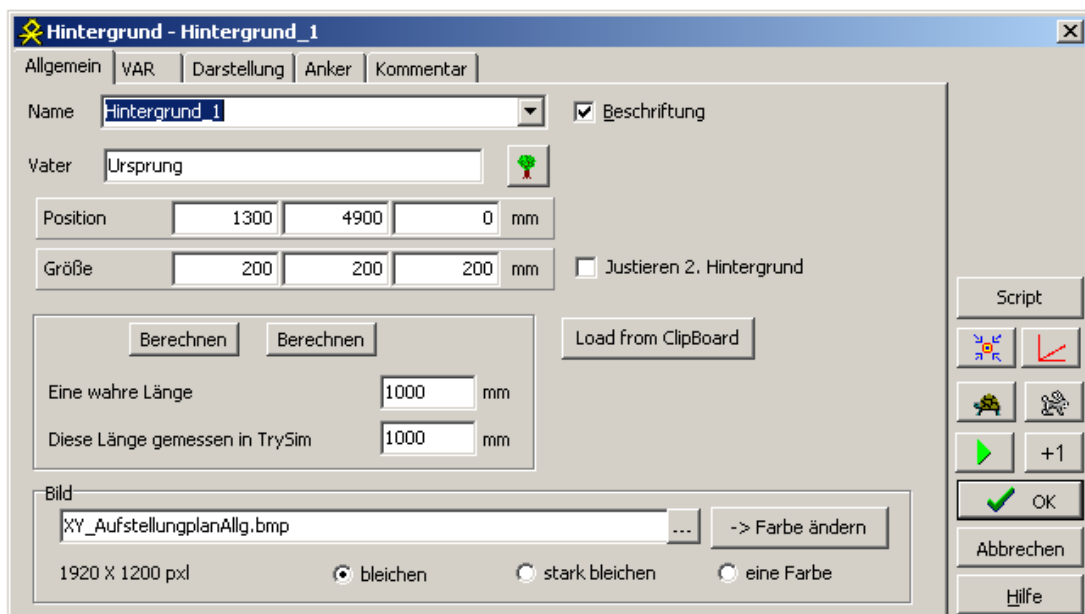 Hintergrund - Hintergrund_1
Allgemein VAR Darstellung Anker Kommentar
Name Hintergrund_1 Beschriftung
Vater Ursprung
Position 1300 4900 0 mm
Größe 200 200 200 mm Justieren 2. Hintergrund
Script
Berechnen Berechnen Load from ClipBoard
Eine wahre Länge 1000 mm
Diese Länge gemessen in TrySim 1000 mm
+1
Bild
XY_AufstellungplanAllg.bmp ... -> Farbe ändern
OK
Abbrechen
1920 X 1200 pxl bleichen stark bleichen eine Farbe
Hilfe